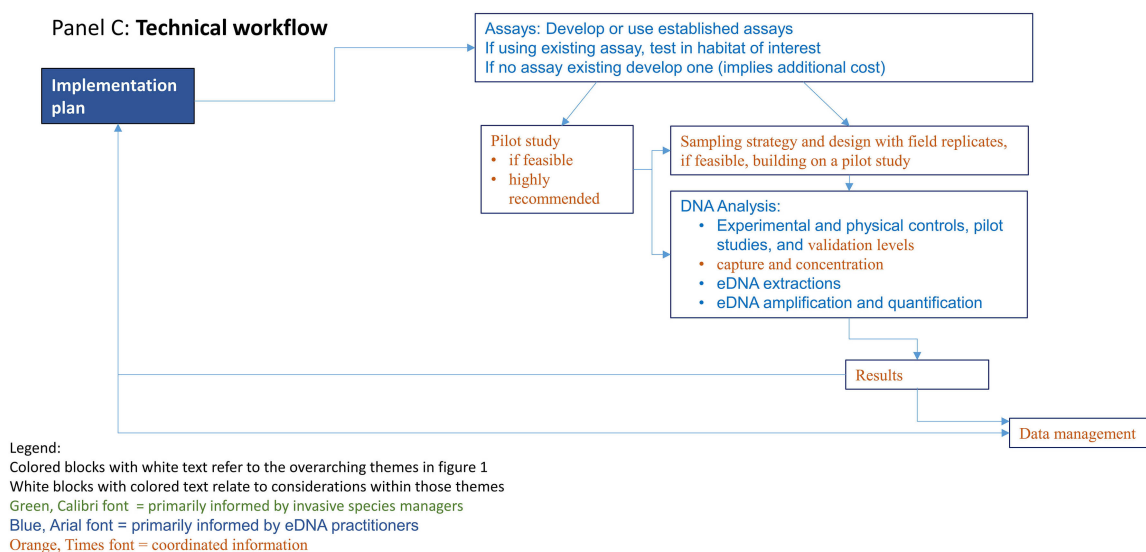 Panel C: Technical workflow
Assays: Develop or use established assays
If using existing assay, test in habitat of interest
If no assay existing develop one (implies additional cost)
Implementation
plan
Pilot study
• if feasible
• highly
recommended
Sampling strategy and design with field replicates,
if feasible, building on a pilot study
DNA Analysis:
• Experimental and physical controls, pilot
studies, and validation levels
• capture and concentration
• eDNA extractions
• eDNA amplification and quantification
Results
Data management
Legend:
Colored blocks with white text refer to the overarching themes in figure 1
White blocks with colored text relate to considerations within those themes
Green, Calibri font = primarily informed by invasive species managers
Blue, Arial font = primarily informed by eDNA practitioners
Orange, Times font = coordinated information